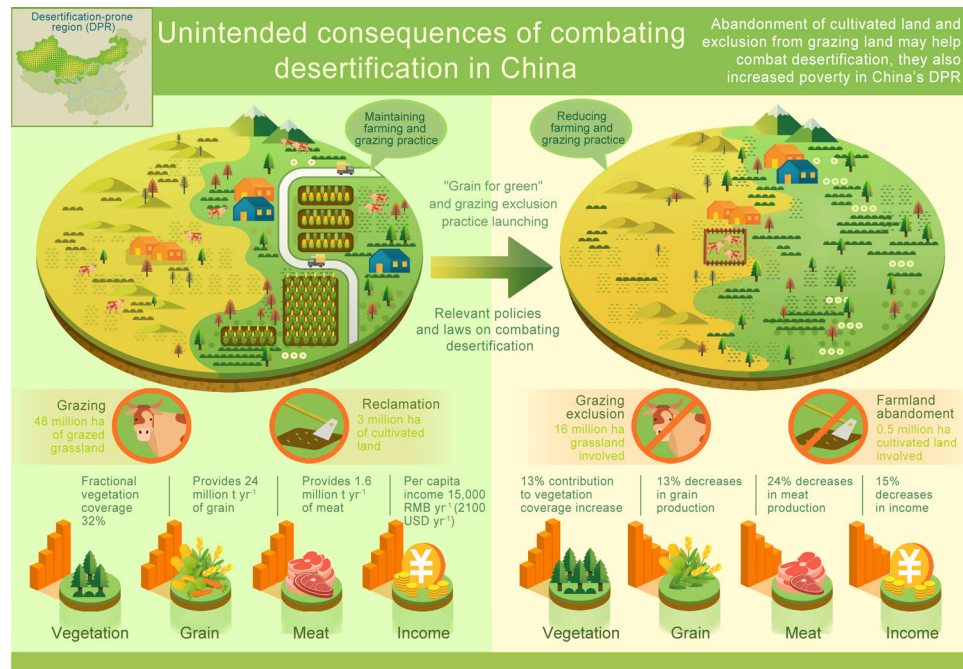 Desertification-prone
region (DPR)
Unintended consequences of combating
desertification in China
Abandonment of cultivated land and
exclusion from grazing land may help
combat desertification, they also
increased poverty in China's DPR
Maintaining
farming and
grazing practice
Reducing
farming and
grazing practice
"Grain for green"
and grazing exclusion
practice launching
Relevant policies
and laws on combating
desertification
Grazing
48 million ha
of grazed
grassland
Reclamation
3 million ha
of cultivated
land
Grazing
exclusion
16 million ha
grassland
involved
Farmland
abandoment
0.5 million ha
cultivated land
involved
Fractional
vegetation
coverage
32%
Provides 24
million t yr⁻¹
of grain
Provides 1.6
million t yr⁻¹
of meat
Per capita
income 15,000
RMB yr⁻¹ (2100
USD yr⁻¹)
13% contribution
to vegetation
coverage increase
13% decreases
in grain
production
24% decreases
in meat
production
15%
decreases
in income
¥
¥
Vegetation
Grain
Meat
Income
Vegetation
Grain
Meat
Income